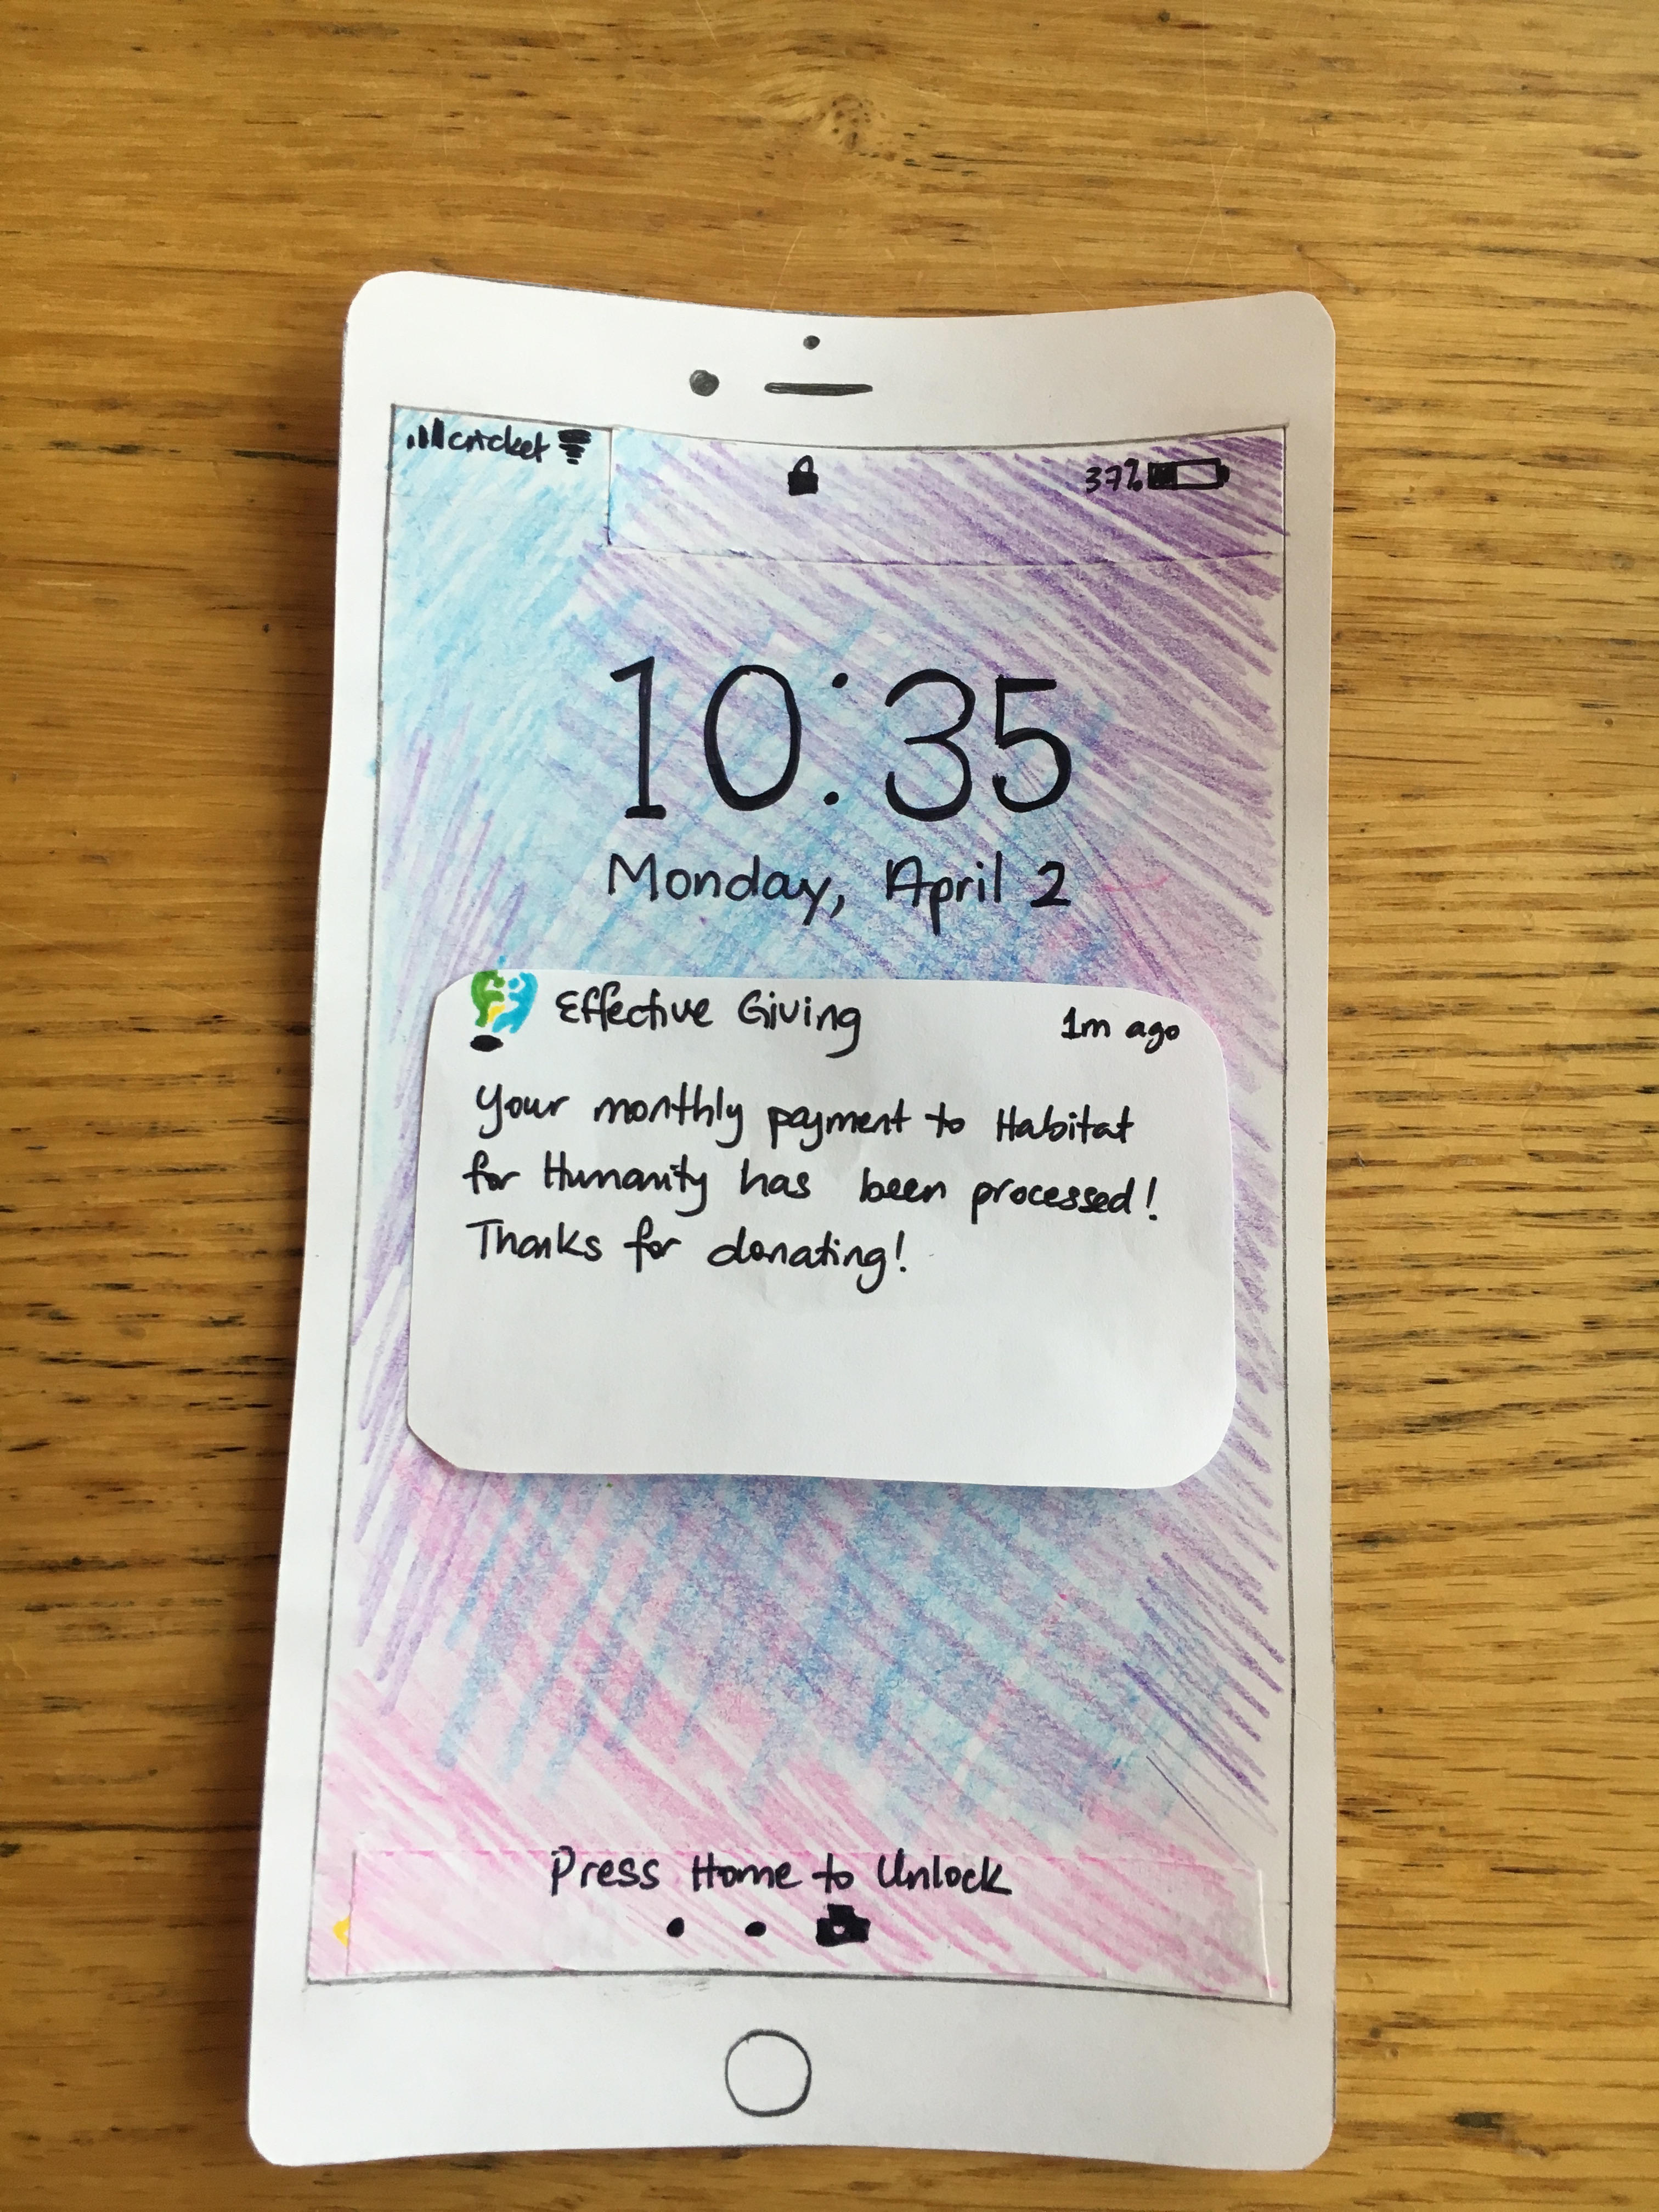 cricket
37%
10:35
Monday, April 2
Effective Giving 1m ago
Your monthly payment to Habitat
for Humanity has been processed!
Thanks for donating!
Press Home to Unlock